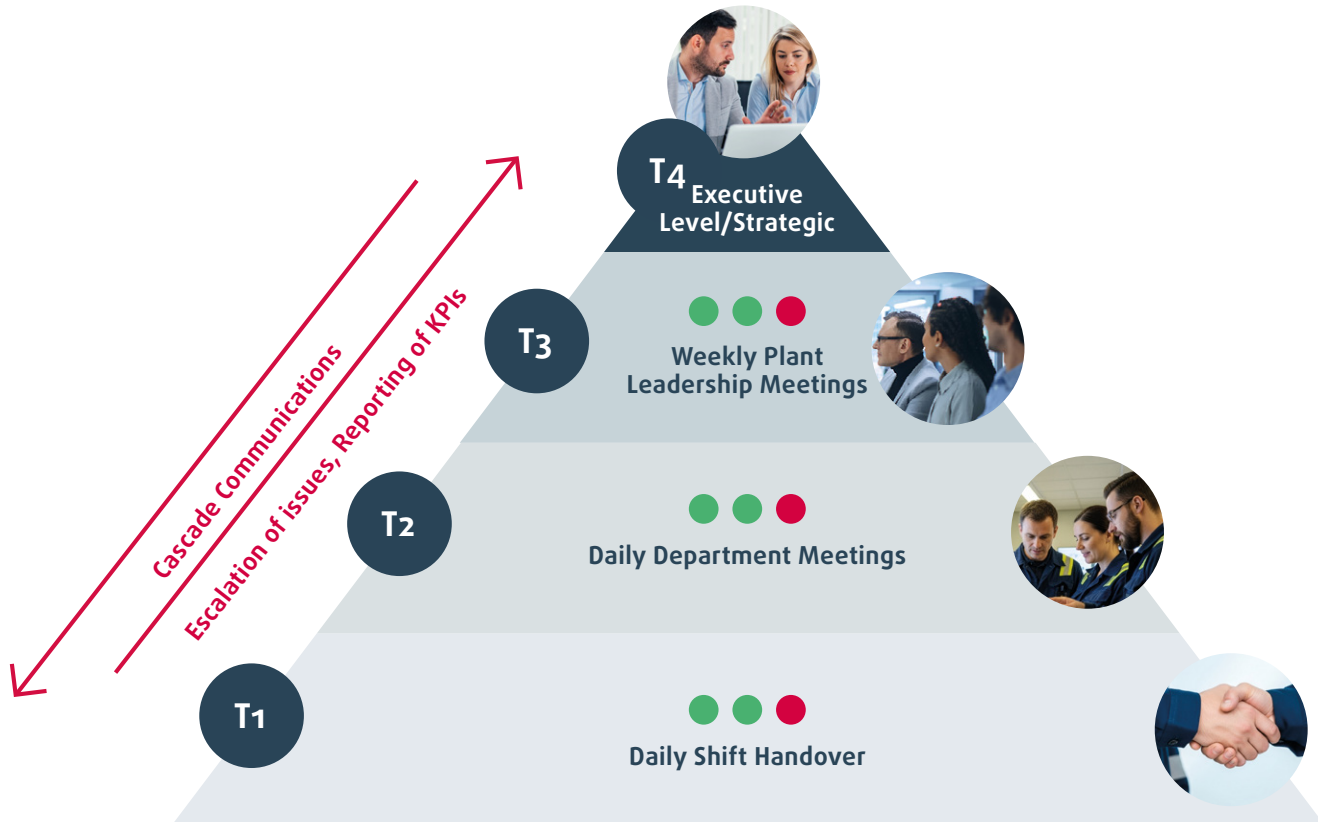 T4
Executive
Level/Strategic
T3
Weekly Plant
Leadership Meetings
Cascade Communications
Escalation of issues, Reporting of KPIs
T2
Daily Department Meetings
T1
Daily Shift Handover